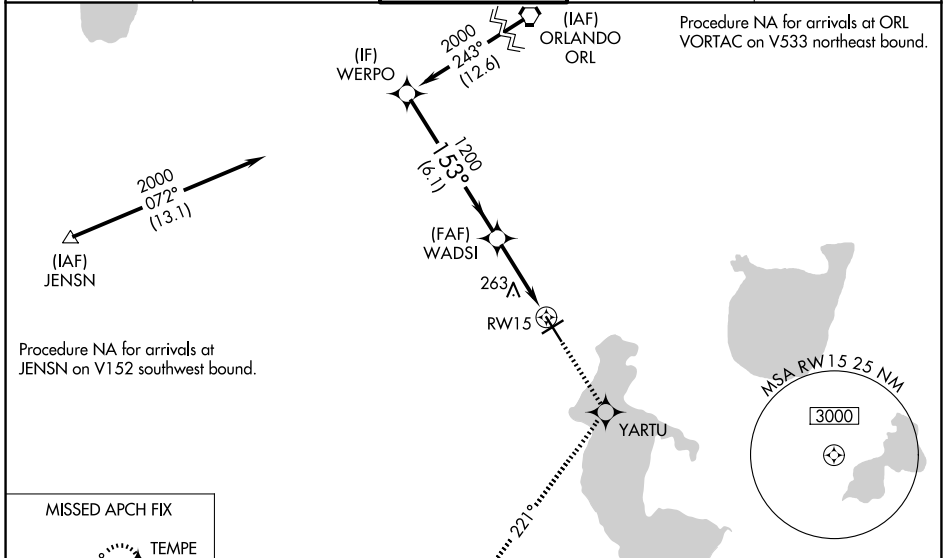 (IAF)
ORLANDO
ORL
2000
243°
(12.6)
Procedure NA for arrivals at ORL
VORTAC on V533 northeast bound.
(IF)
WERPO
1200
153°
(6.1)
2000
072°
(13.1)
(IAF)
JENSN
(FAF)
WADSI
263
RW15
Procedure NA for arrivals at
JENSN on V152 southwest bound.
MSA RW15 25 NM
3000
YARTU
221°
MISSED APCH FIX
TEMPE